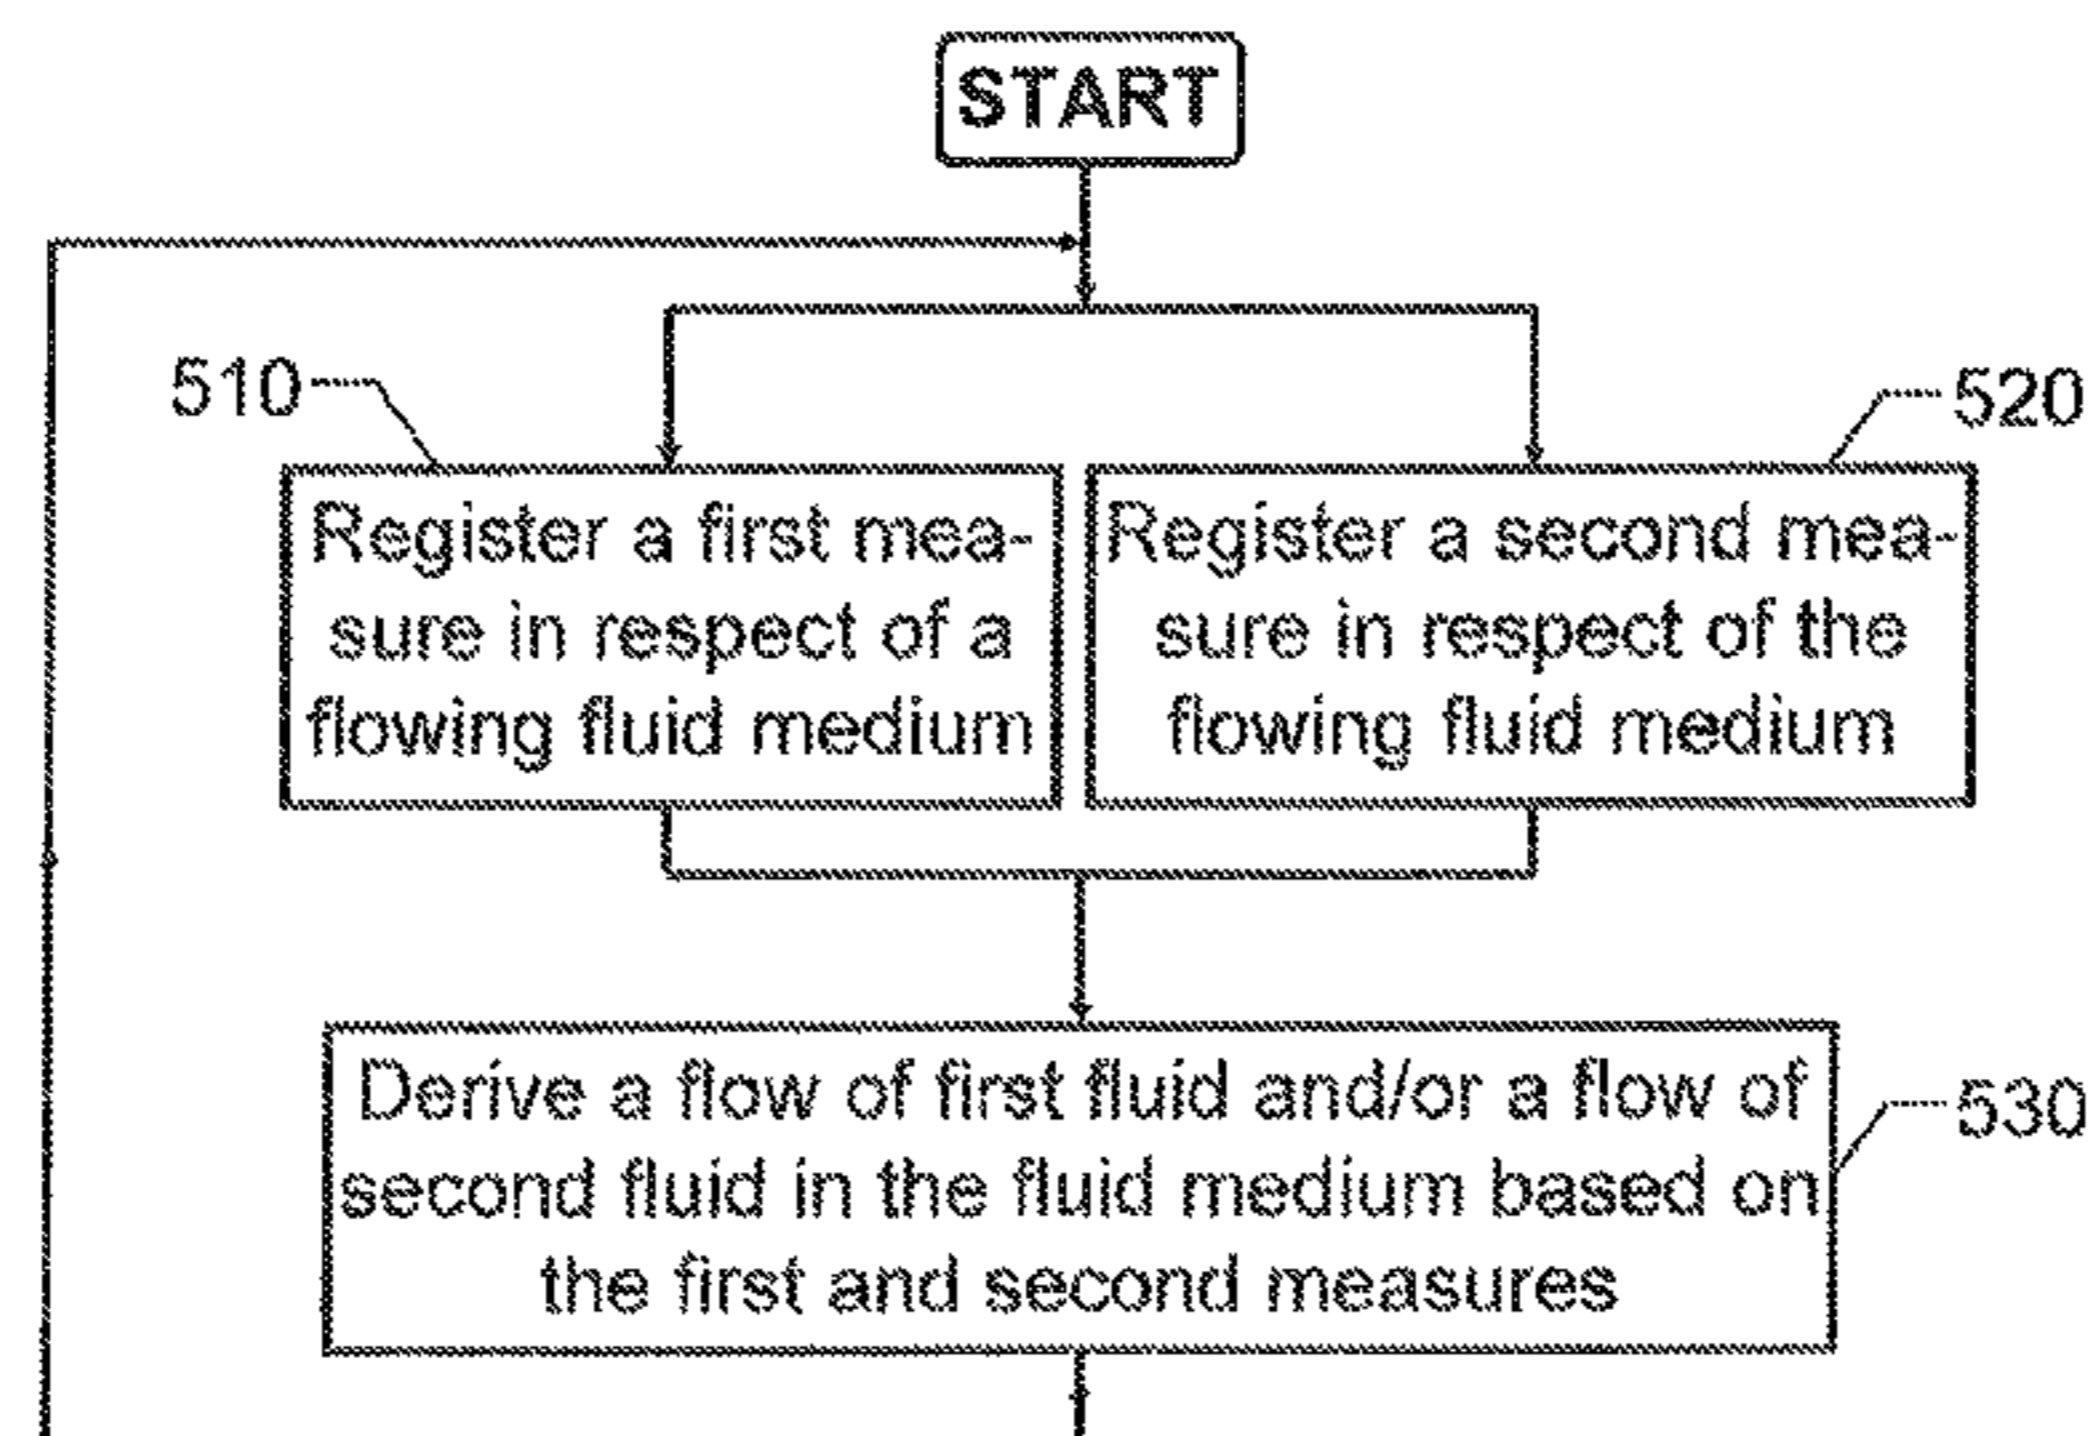 START
510
520
Register a first mea-
sure in respect of a
flowing fluid medium
Register a second mea-
sure in respect of the
flowing fluid medium
Derive a flow of first fluid and/or a flow of
second fluid in the fluid medium based on
the first and second measures
530